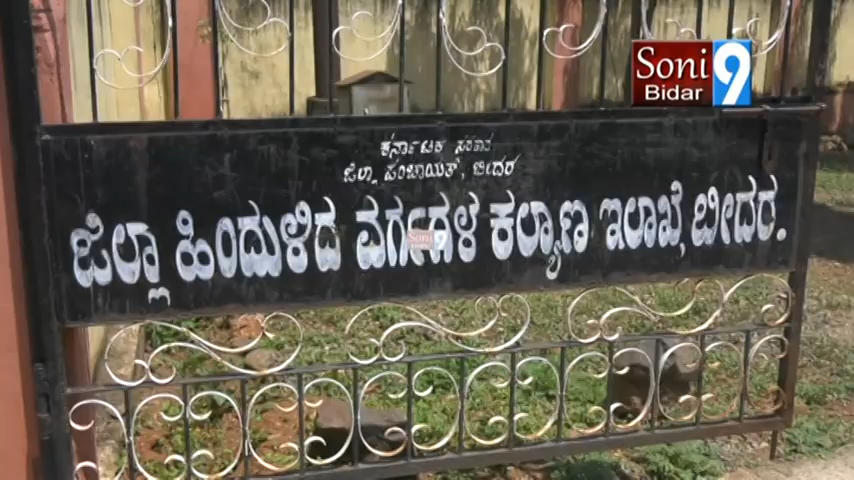 Soni 9
Bidar
ಕರ್ನಾಟಕ ಸರಕಾರ
ಜಿಲ್ಲಾ ಪಂಚಾಯತ್, ಬೀದರ
ಜಿಲ್ಲಾ ಹಿಂದುಳಿದ ವರ್ಗಗಳ ಕಲ್ಯಾಣ ಇಲಾಖೆ, ಬೀದರ.